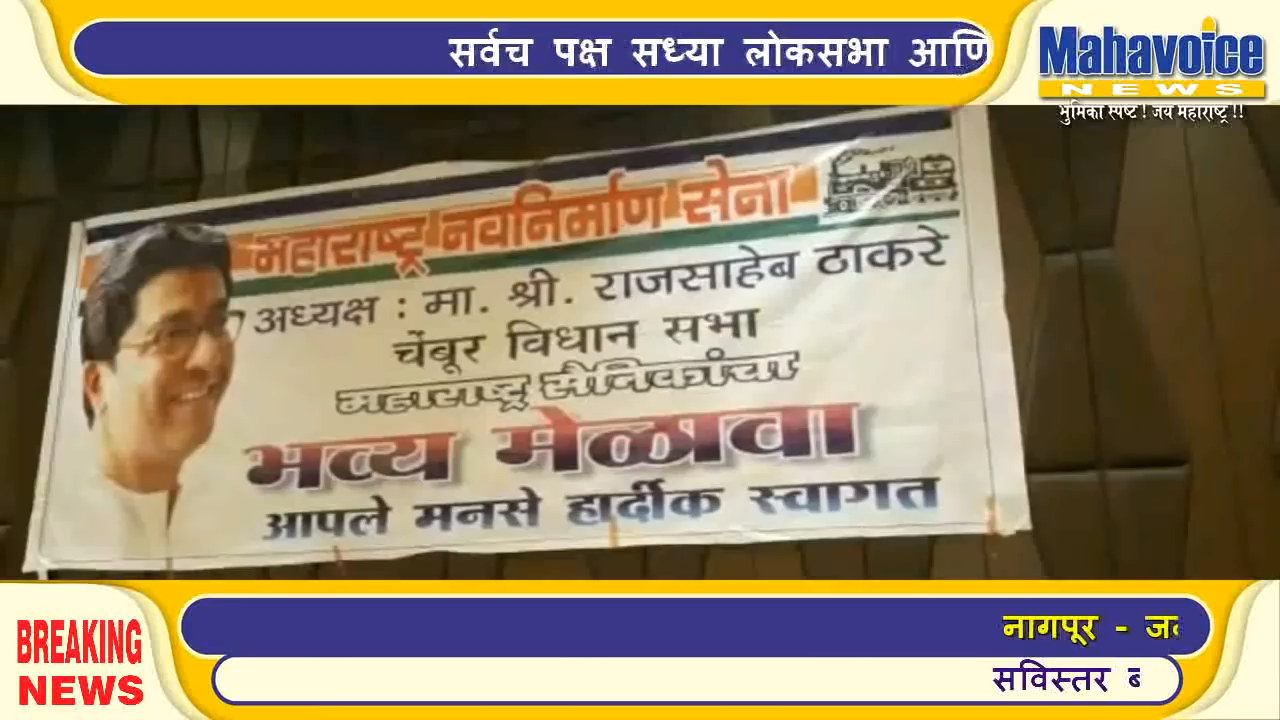 सर्वच पक्ष सध्या लोकसभा आणि
Mahavoice
NEWS
भुमिका स्पष्ट ! जय महाराष्ट्र !!
महाराष्ट्र नवनिर्माण सेना
अध्यक्ष : मा. श्री. राजसाहेब ठाकरे
चेंबूर विधान सभा
महाराष्ट्र सैनिकांचा
भव्य मेळावा
आपले मनसे हार्दीक स्वागत
BREAKING
NEWS
नागपूर -
सविस्तर